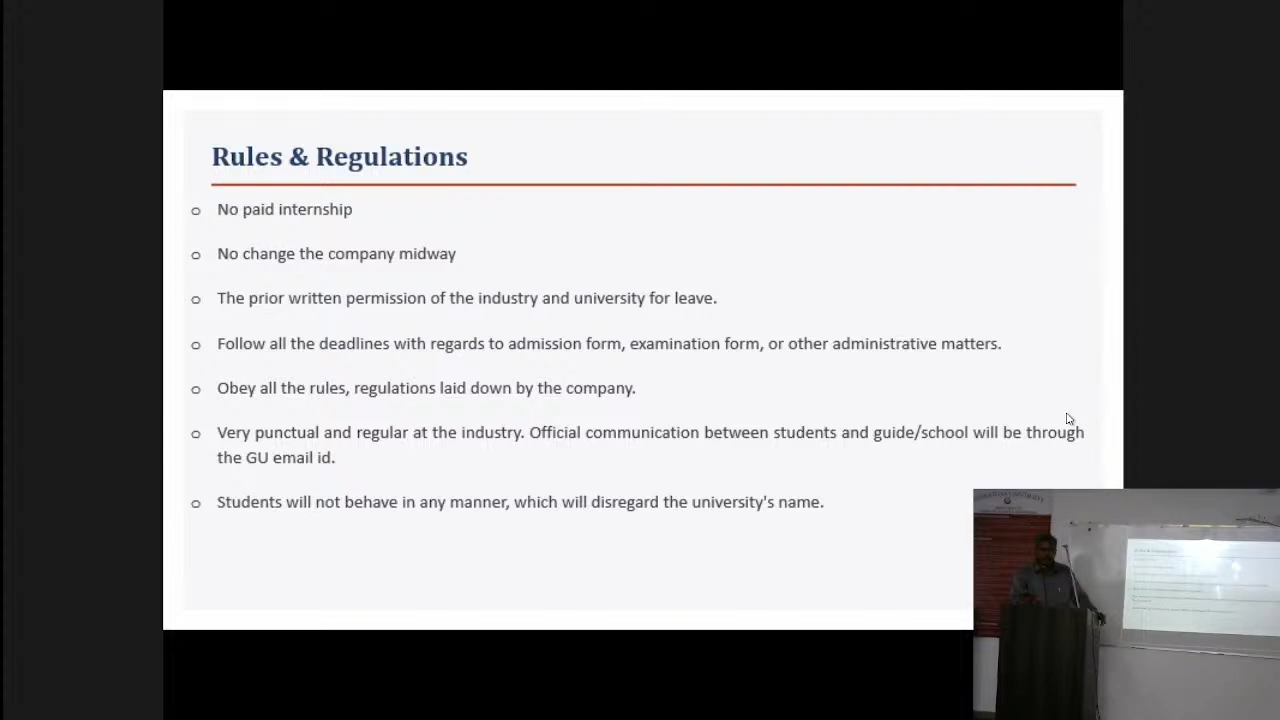 Rules & Regulations
o No paid internship
o No change the company midway
o The prior written permission of the industry and university for leave.
o Follow all the deadlines with regards to admission form, examination form, or other administrative matters.
o Obey all the rules, regulations laid down by the company.
o Very punctual and regular at the industry. Official communication between students and guide/school will be through
the GU email id.
o Students will not behave in any manner, which will disregard the university's name.